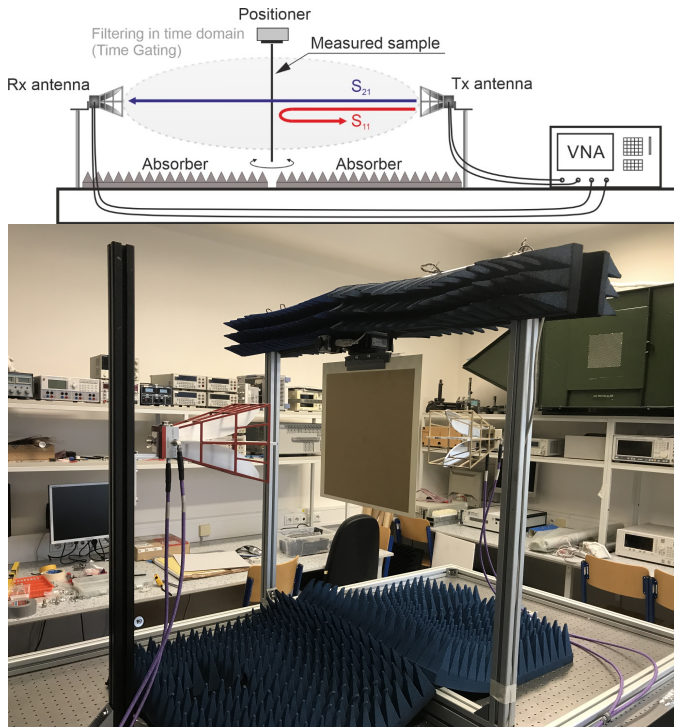 Positioner
Filtering in time domain
(Time Gating)
Measured sample
Rx antenna
S21
Tx antenna
S11
VNA
Absorber
Absorber